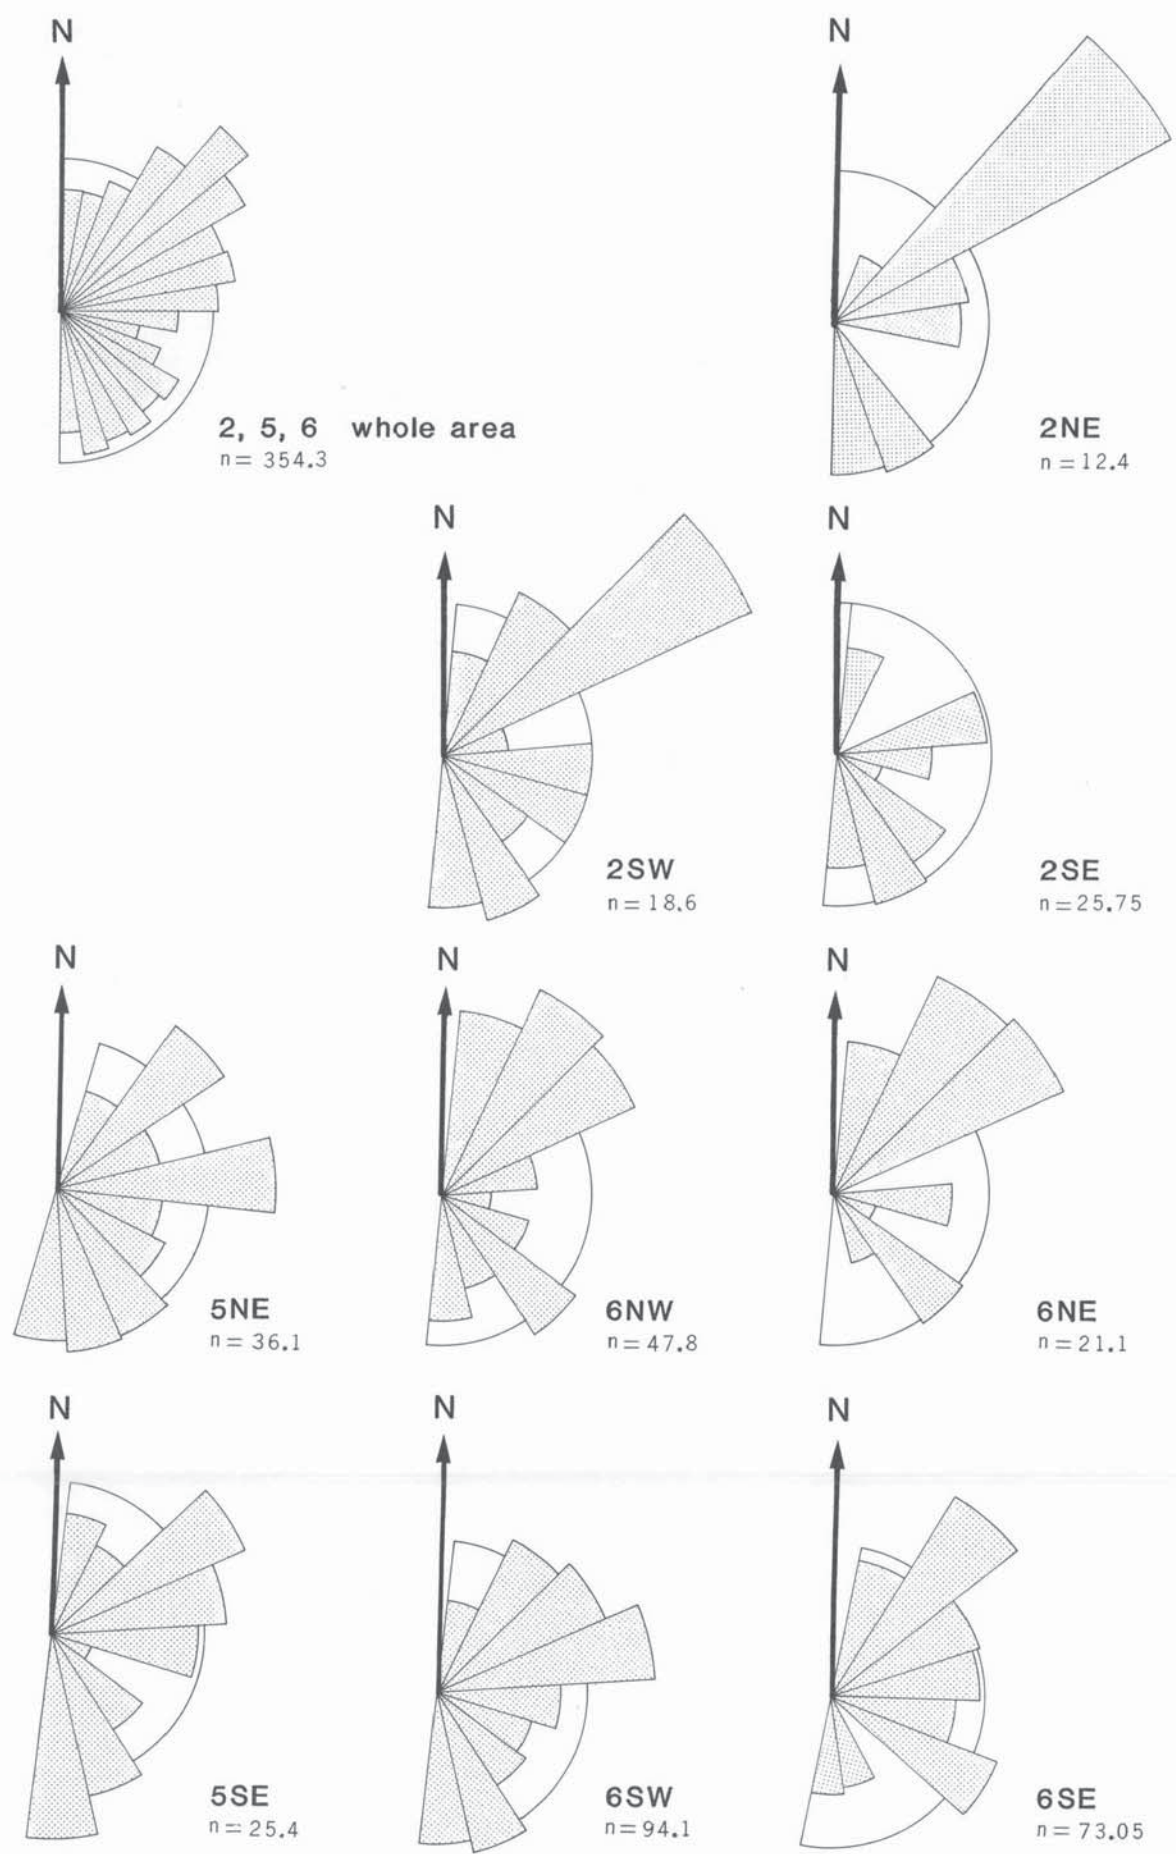 N
N
2, 5, 6 whole area
n = 354.3
2NE
n = 12.4
N
N
2SW
n = 18.6
2SE
n = 25.75
N
N
N
5NE
n = 36.1
6NW
n = 47.8
6NE
n = 21.1
N
N
N
5SE
n = 25.4
6SW
n = 94.1
6SE
n = 73.05